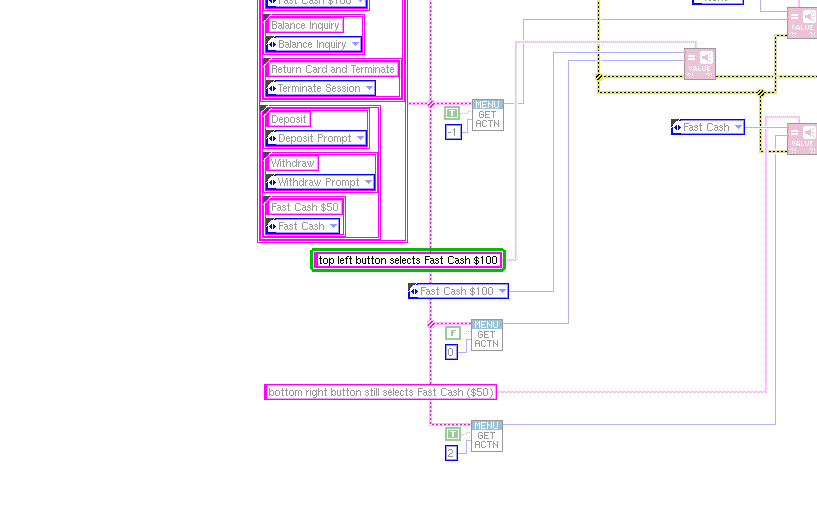 Fast Cash $100
Balance Inquiry
Balance Inquiry
Return Card and Terminate
Terminate Session
Deposit
Deposit Prompt
Withdraw
Withdraw Prompt
Fast Cash $50
Fast Cash
T
-1
MENU
GET
ACTN
= VALUE ?! ?!
= VALUE ?! ?!
Fast Cash
= VALUE ?! ?!
top left button selects Fast Cash $100
Fast Cash $100
F
0
MENU
GET
ACTN
bottom right button still selects Fast Cash ($50)
T
2
MENU
GET
ACTN